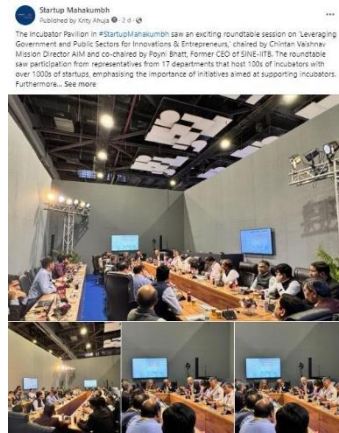 Startup Mahakumbh
Published by Krity Ahuja · 2 d ·
The Incubator Pavilion in #StartupMahakumbh saw an exciting roundtable session on 'Leveraging
Government and Public Sectors for Innovations & Entrepreneurs,' chaired by Chintan Vaishnav
Mission Director AIM and co-chaired by Poyni Bhatt, Former CEO of SINE-IITB. The roundtable
saw participation from representatives from 17 departments that host 100s of incubators with
over 1000s of startups, emphasising the importance of initiatives aimed at supporting incubators.
Furthermore... See more